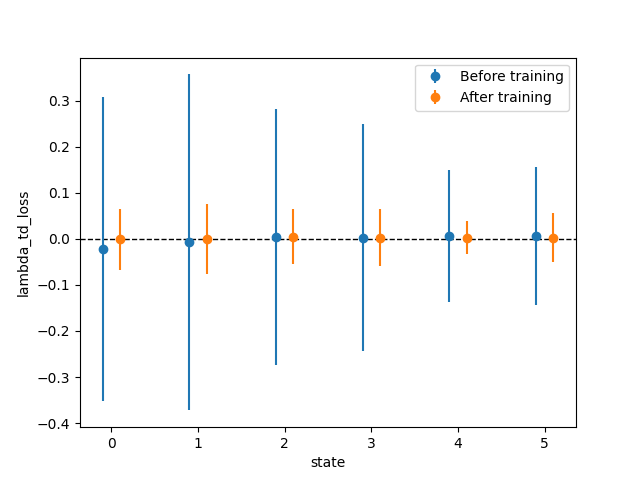 Before training
After training
0.3
0.2
0.1
0.0
−0.1
−0.2
−0.3
−0.4
lambda_td_loss
0 1 2 3 4 5
state